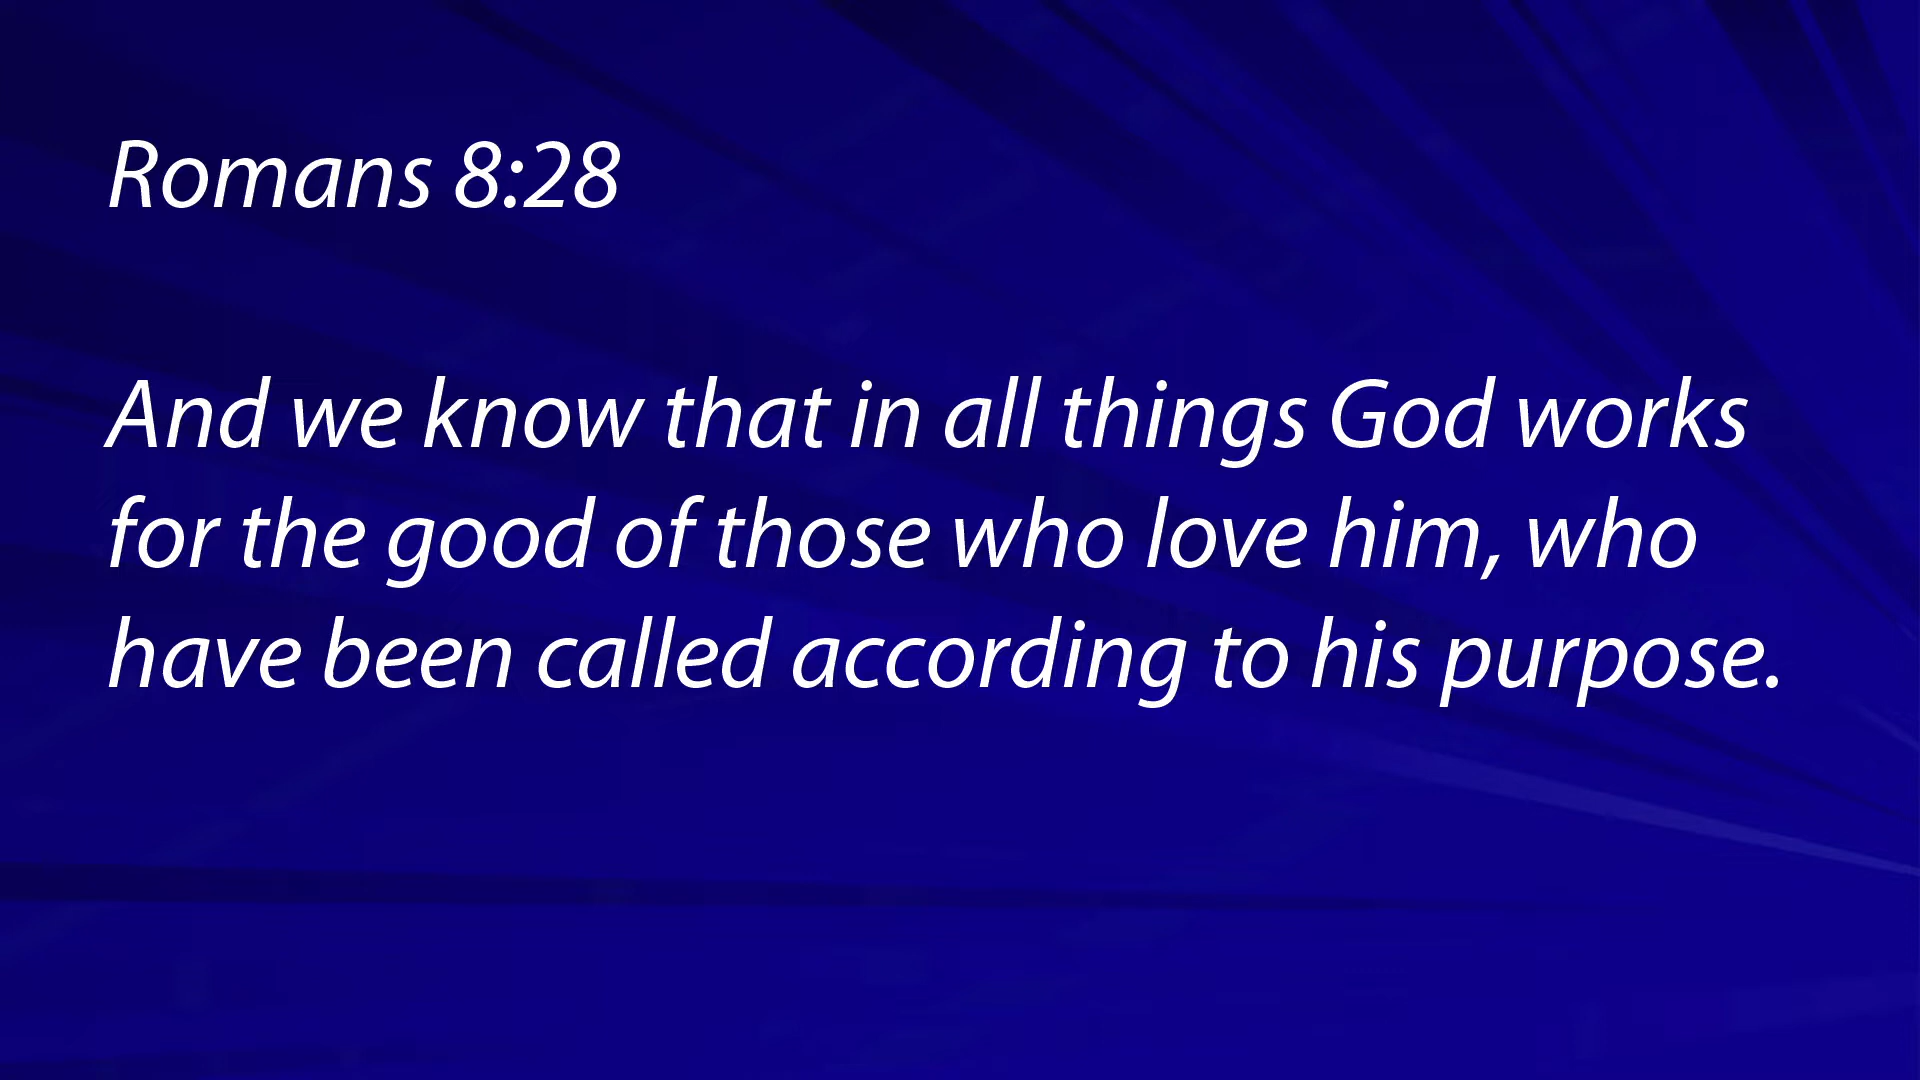 Romans 8:28
And we know that in all things God works
for the good of those who love him, who
have been called according to his purpose.